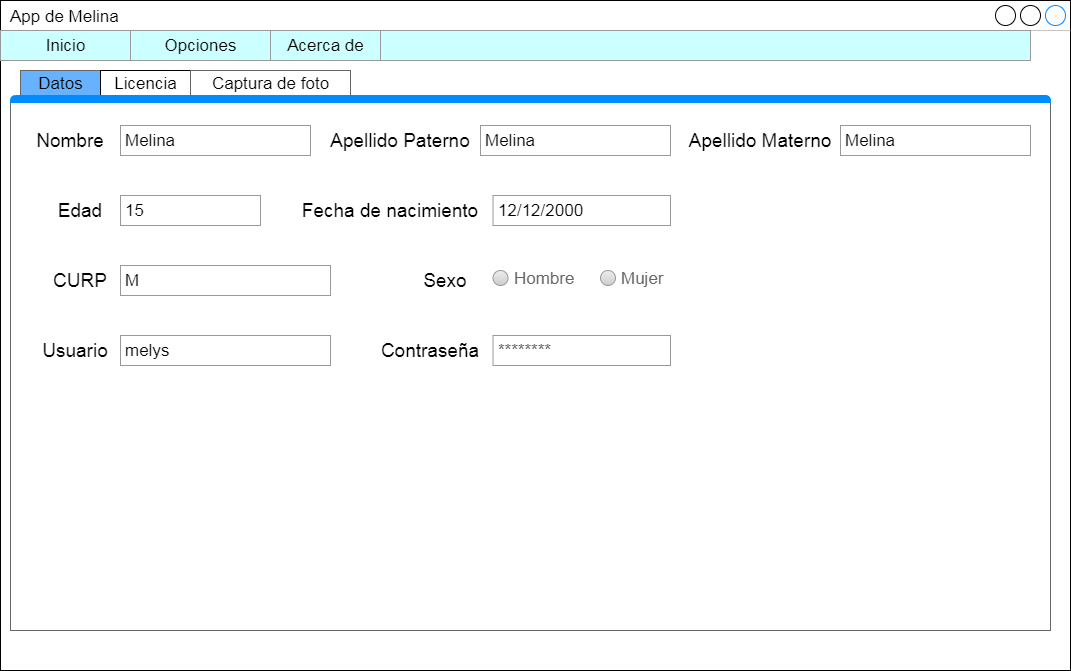 App de Melina
Inicio Opciones Acerca de
Datos Licencia Captura de foto
Nombre Melina Apellido Paterno Melina Apellido Materno Melina
Edad 15 Fecha de nacimiento 12/12/2000
CURP M Sexo Hombre Mujer
Usuario melys Contraseña ********